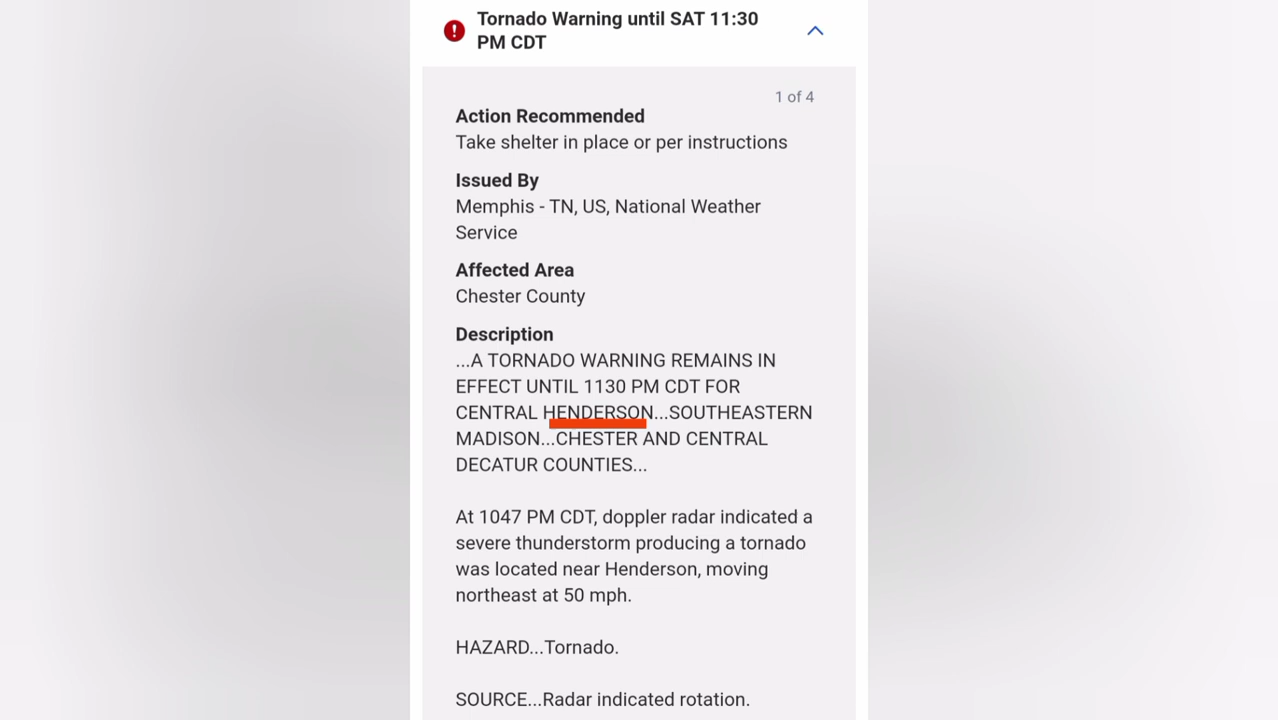 Tornado Warning until SAT 11:30
PM CDT
1 of 4
Action Recommended
Take shelter in place or per instructions
Issued By
Memphis - TN, US, National Weather
Service
Affected Area
Chester County
Description
...A TORNADO WARNING REMAINS IN
EFFECT UNTIL 1130 PM CDT FOR
CENTRAL HENDERSON...SOUTHEASTERN
MADISON...CHESTER AND CENTRAL
DECATUR COUNTIES...
At 1047 PM CDT, doppler radar indicated a
severe thunderstorm producing a tornado
was located near Henderson, moving
northeast at 50 mph.
HAZARD...Tornado.
SOURCE...Radar indicated rotation.